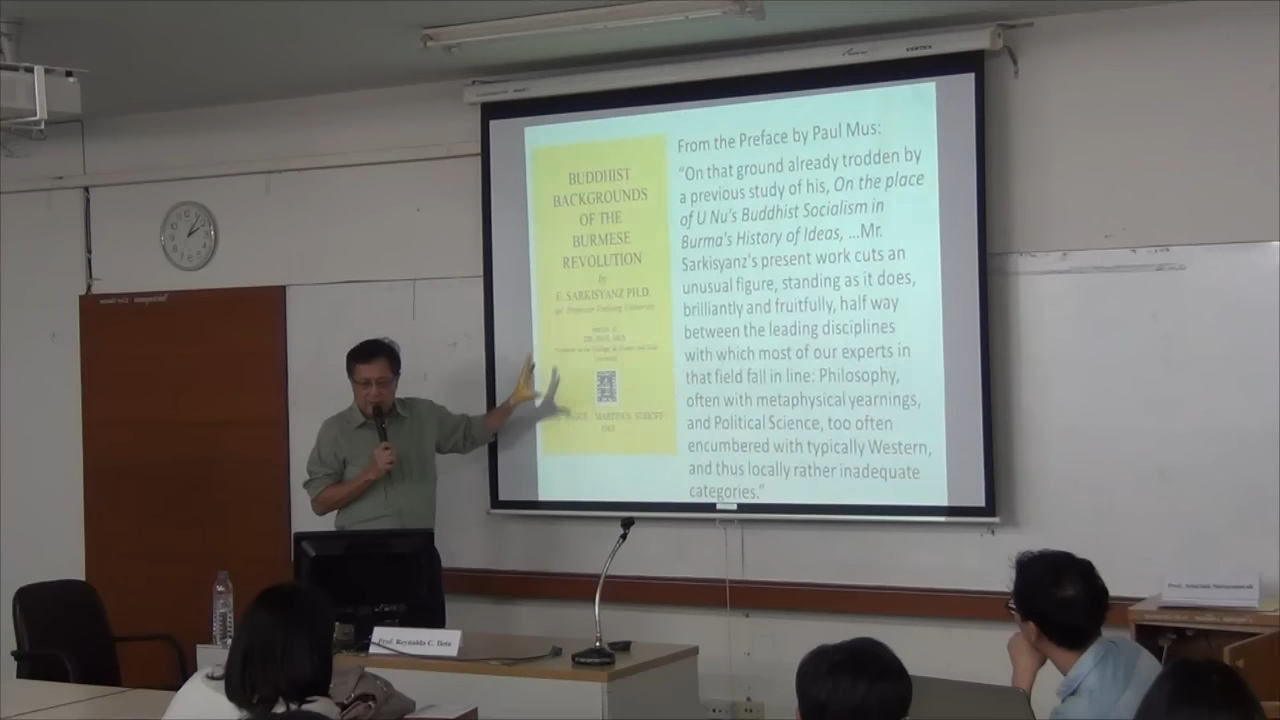 VERTEX
BUDDHIST
BACKGROUNDS
OF THE
BURMESE
REVOLUTION
by
E. SARKISYANZ PH.D.
From the Preface by Paul Mus:
“On that ground already trodden by
a previous study of his, On the place
of U Nu's Buddhist Socialism in
Burma's History of Ideas, ...Mr.
Sarkisyanz's present work cuts an
unusual figure, standing as it does,
brilliantly and fruitfully, half way
between the leading disciplines
with which most of our experts in
that field fall in line: Philosophy,
often with metaphysical yearnings,
and Political Science, too often
encumbered with typically Western,
and thus locally rather inadequate
categories.”
Prof. Reynaldo C. Ileto